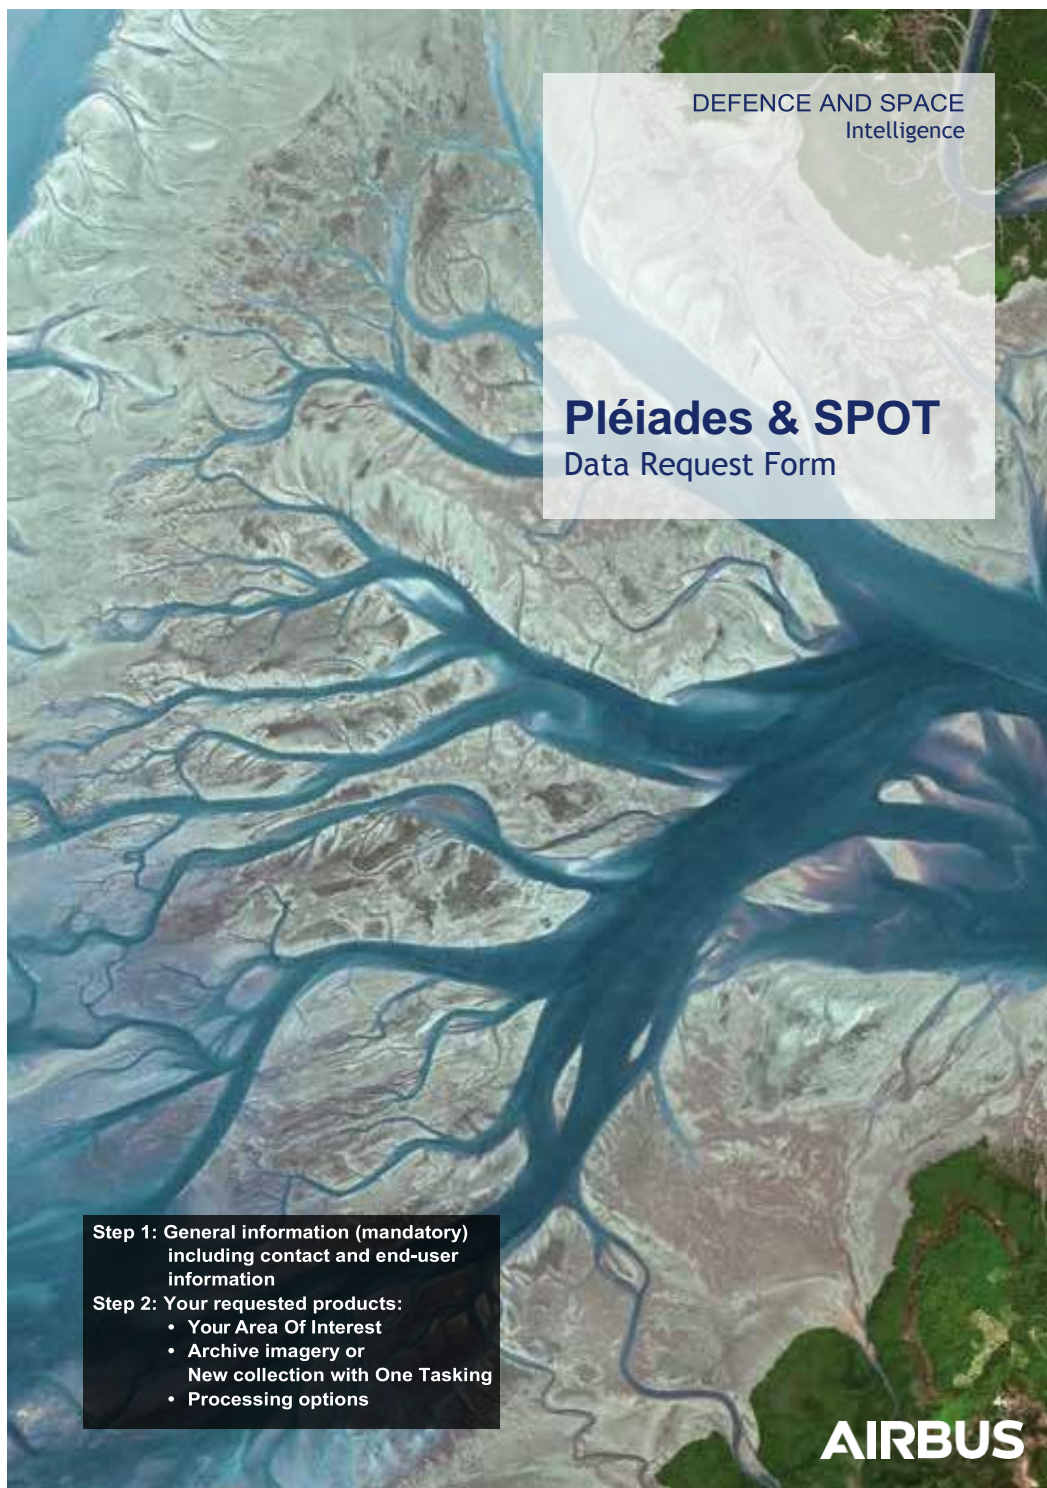 DEFENCE AND SPACE
Intelligence
Pléiades & SPOT
Data Request Form
Step 1: General information (mandatory)
including contact and end-user
information
Step 2: Your requested products:
• Your Area Of Interest
• Archive imagery or
New collection with One Tasking
• Processing options
AIRBUS